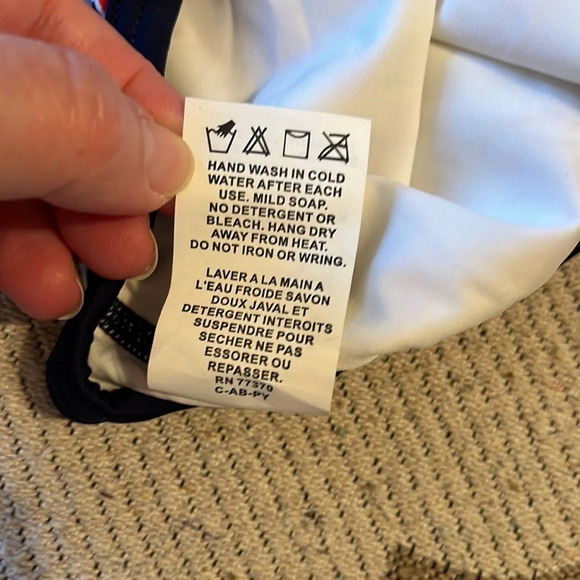 HAND WASH IN COLD
WATER AFTER EACH
USE. MILD SOAP.
NO DETERGENT OR
BLEACH. HANG DRY
AWAY FROM HEAT.
DO NOT IRON OR WRING.
LAVER A LA MAIN A
L'EAU FROIDE SAVON
DOUX JAVAL ET
DETERGENT INTEROITS
SUSPENDRE POUR
SECHER NE PAS
ESSORER OU
REPASSER.
RN 77379
C-AB-PY